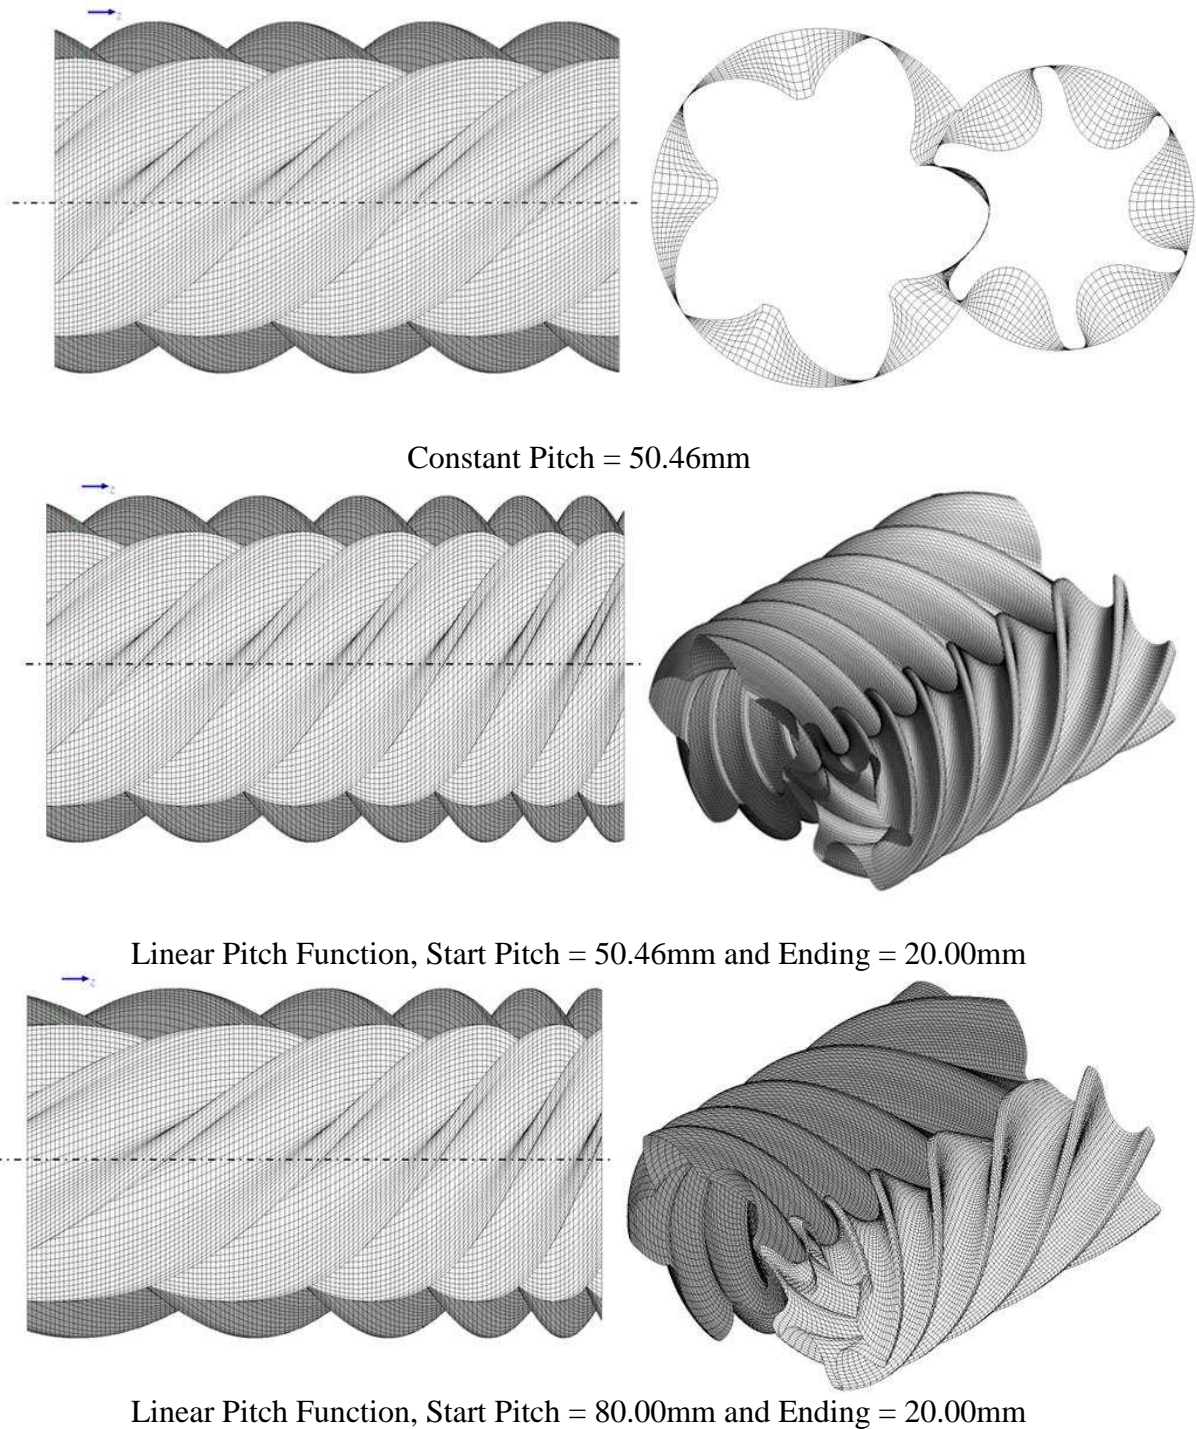 z
Constant Pitch = 50.46mm
z
Linear Pitch Function, Start Pitch = 50.46mm and Ending = 20.00mm
z
Linear Pitch Function, Start Pitch = 80.00mm and Ending = 20.00mm